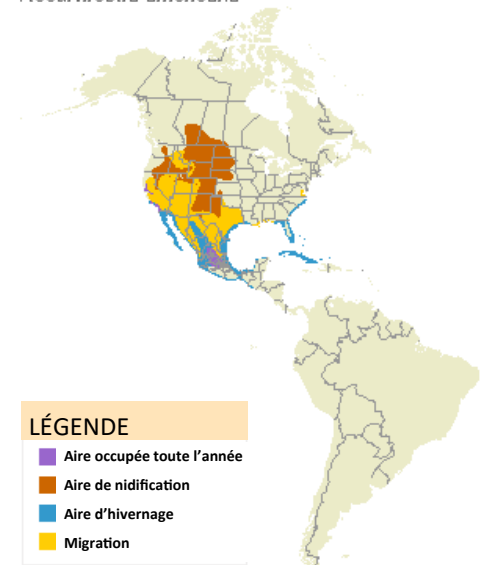 LÉGENDE
Aire occupée toute l’année
Aire de nidification
Aire d’hivernage
Migration